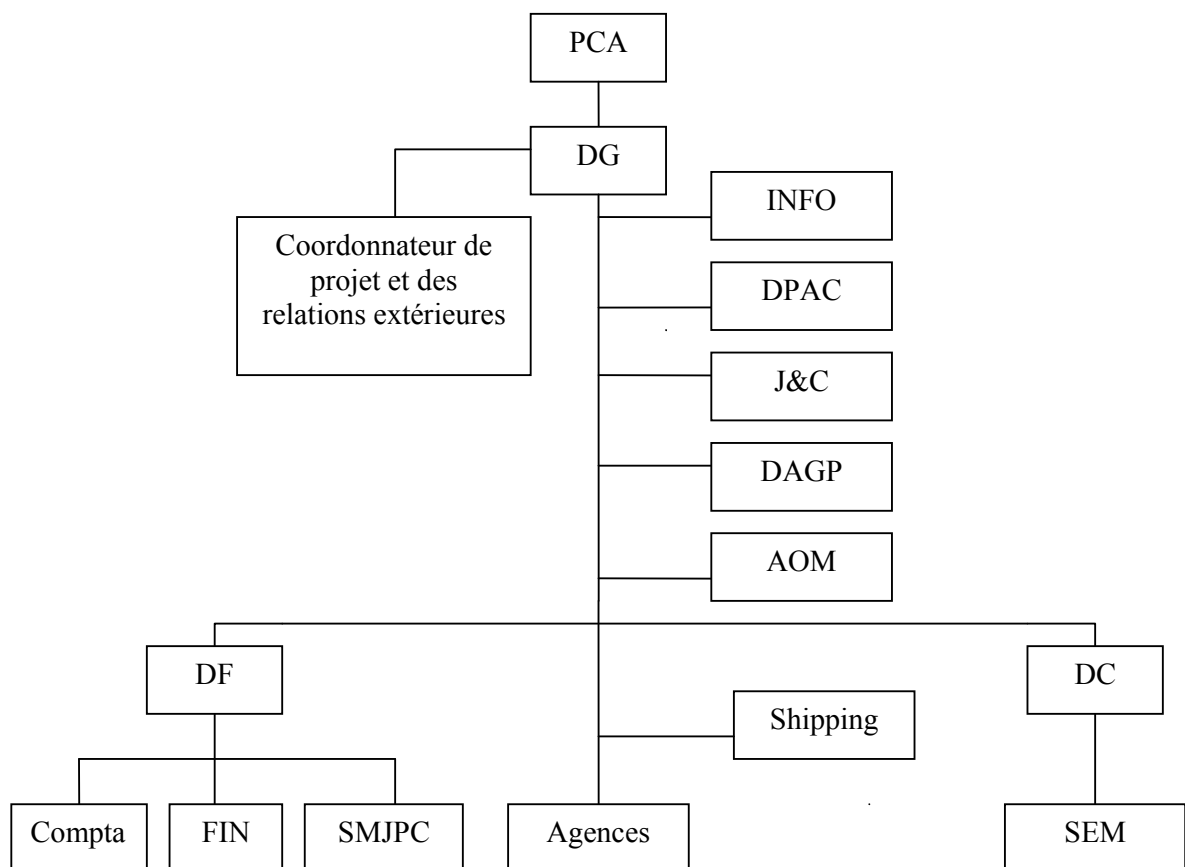 PCA
DG
INFO
Coordonnateur de
projet et des
relations extérieures
DPAC
J&C
DAGP
AOM
DF
DC
Shipping
Compta
FIN
SMJPC
Agences
SEM